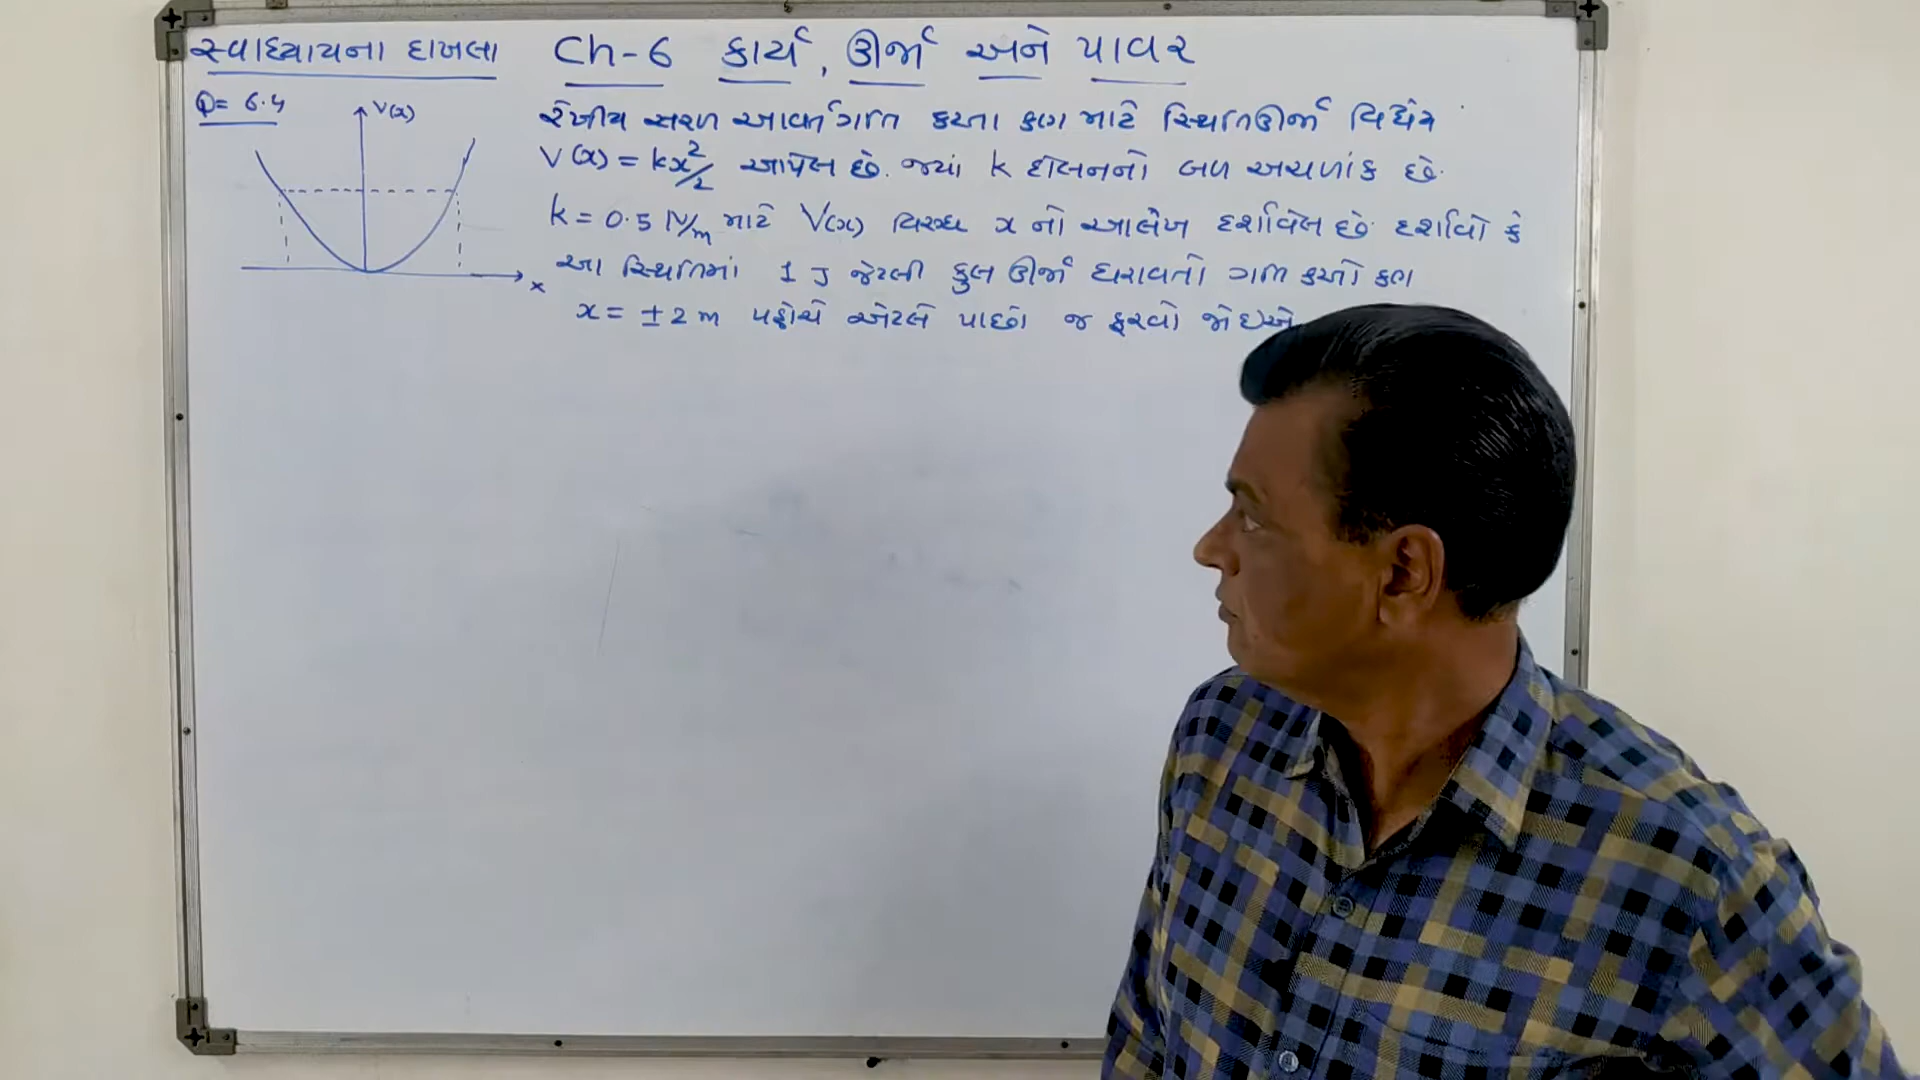 સ્વાધ્યાયના દાખલા Ch-6 કાર્ય, ઊર્જા અને પાવર
Q= 6.4
V(x)
x
રેખીય સરળ આવર્તગતિ કરતા કણ માટે સ્થિતિઊર્જા વિધેય
V(x) = kx²/2 આપેલ છે. જ્યાં k દોલનનો બળ અચળાંક છે.
k = 0.5 N/m માટે V(x) વિરુધ્ધ x નો આલેખ દર્શાવેલ છે. દર્શાવો કે
આ સ્થિતિમાં 1 J જેટલી કુલ ઊર્જા ધરાવતો ગતિ કરતો કણ
x = ±2 m પહોચે એટલે પાછો જ ફરવો જોઇએ